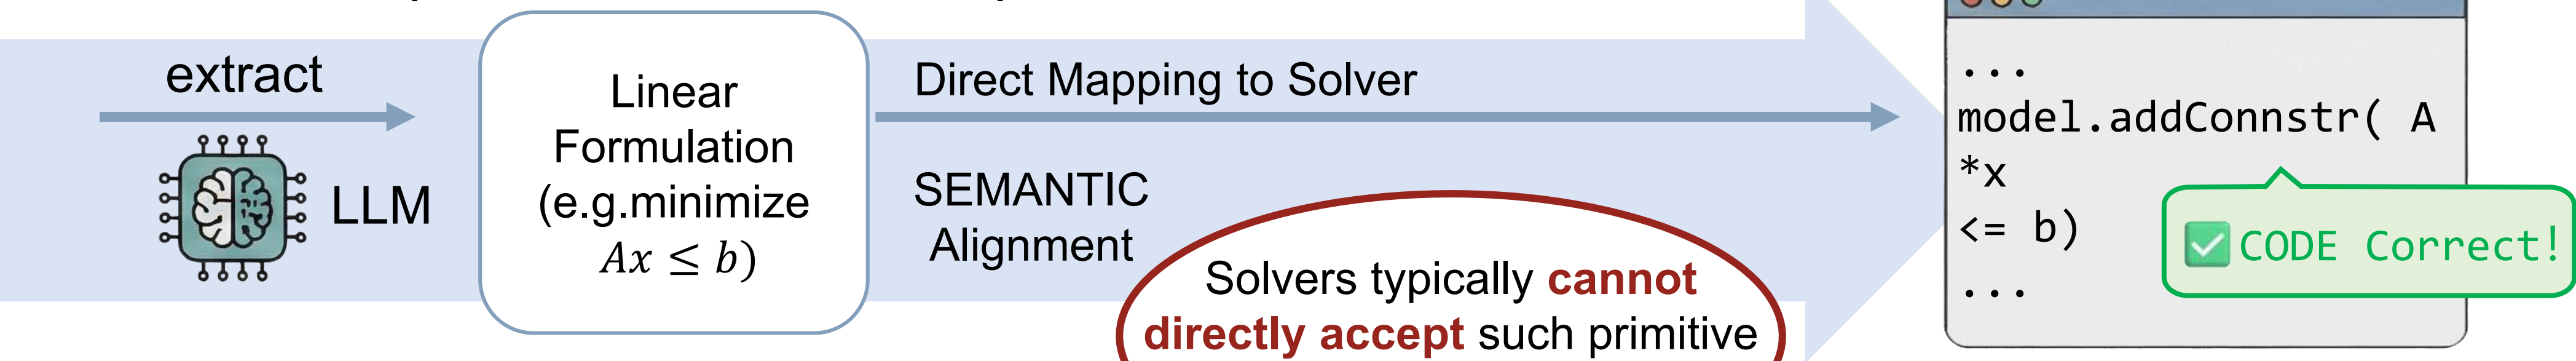 extract
LLM
Linear
Formulation
(e.g.minimize
Ax ≤ b)
Direct Mapping to Solver
SEMANTIC
Alignment
Solvers typically cannot
directly accept such primitive
...
model.addConnstr( A
*x
<= b)
...
✅ CODE Correct!